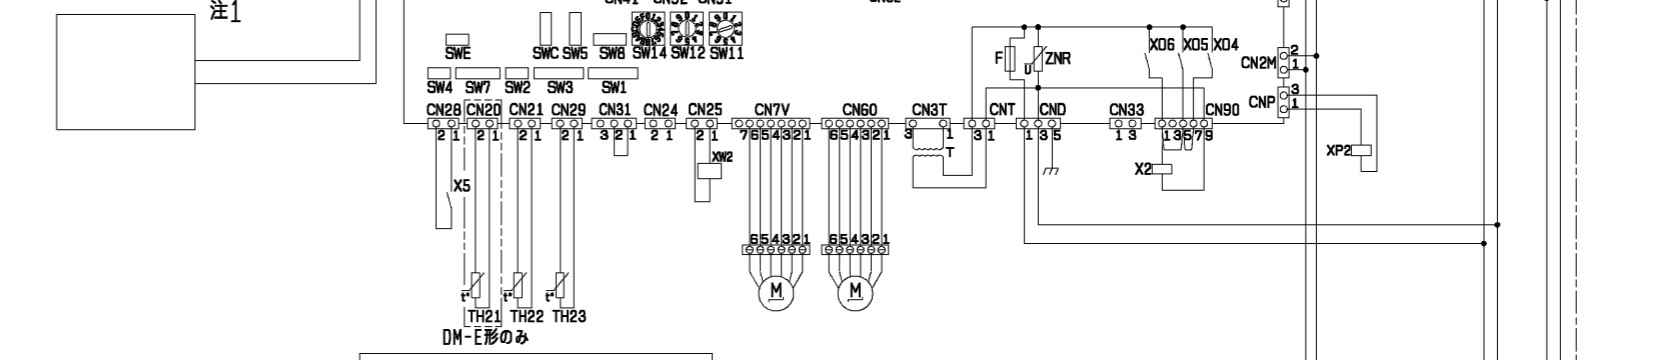 注1
SWE
SWC SW5 SW8 SW14 SW12 SW11
F
U
ZNR
X06 X05 X04
CN2M
2
1
SW4 SW7 SW2 SW3 SW1
CN28 CN20 CN21 CN29 CN31 CN24 CN25 CN7V CN60 CN3T CNT CND CN33 CN90
CNP
3
1
2 1 2 1 2 1 2 1 3 2 1 2 1 2 1 7 6 5 4 3 2 1 6 5 4 3 2 1 3 1 3 1 1 3 5 1 3 1 3 5 7 9
XW2
T
X2
XP2
X5
6 5 4 3 2 1 6 5 4 3 2 1
M M
t° t° t°
TH21 TH22 TH23
DM-E形のみ